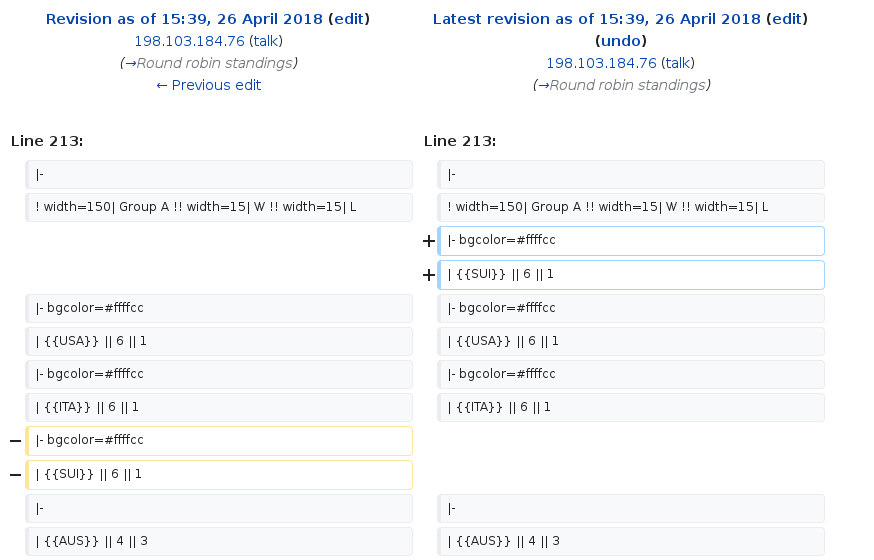 Revision as of 15:39, 26 April 2018 (edit)
198.103.184.76 (talk)
(→Round robin standings)
← Previous edit
Latest revision as of 15:39, 26 April 2018 (edit)
(undo)
198.103.184.76 (talk)
(→Round robin standings)
Line 213:
Line 213:
|-
|-
! width=150| Group A !! width=15| W !! width=15| L
! width=150| Group A !! width=15| W !! width=15| L
+ |- bgcolor=#ffffcc
+ | {{SUI}} || 6 || 1
|- bgcolor=#ffffcc
|- bgcolor=#ffffcc
| {{USA}} || 6 || 1
| {{USA}} || 6 || 1
|- bgcolor=#ffffcc
|- bgcolor=#ffffcc
| {{ITA}} || 6 || 1
| {{ITA}} || 6 || 1
− |- bgcolor=#ffffcc
− | {{SUI}} || 6 || 1
|-
|-
| {{AUS}} || 4 || 3
| {{AUS}} || 4 || 3